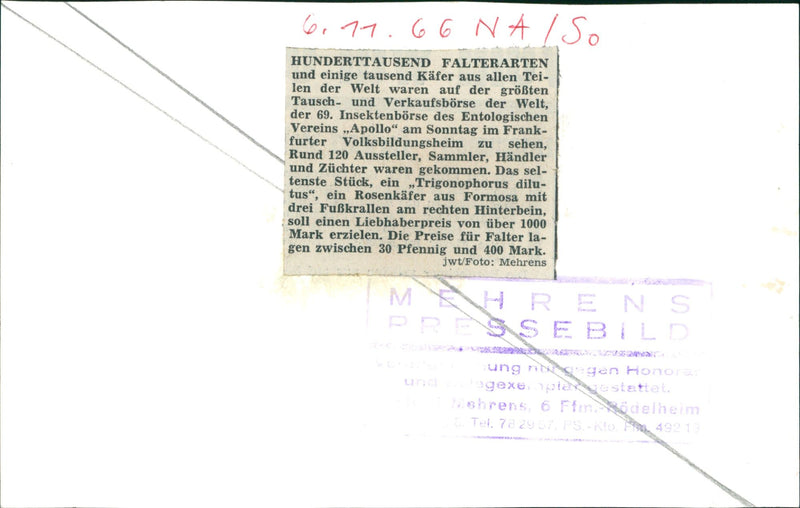 6. 11. 66 NA/So
HUNDERTTAUSEND FALTERARTEN
und einige tausend Käfer aus allen Tei-
len der Welt waren auf der größten
Tausch- und Verkaufsbörse der Welt,
der 69. Insektenbörse des Entologischen
Vereins „Apollo“ am Sonntag im Frank-
furter Volksbildungsheim zu sehen,
Rund 120 Aussteller, Sammler, Händler
und Züchter waren gekommen. Das sel-
tenste Stück, ein „Trigonophorus dilu-
tus“, ein Rosenkäfer aus Formosa mit
drei Fußkrallen am rechten Hinterbein,
soll einen Liebhaberpreis von über 1000
Mark erzielen. Die Preise für Falter la-
gen zwischen 30 Pfennig und 400 Mark.
jwt/Foto: Mehrens
MEHRENS
PRESSEBILD
nur gegen Honorar
und gestattet.
Mehrens, 6 Ffm.-Rödelheim
Tel. 782957, PS.-Kto. Ffm. 49213